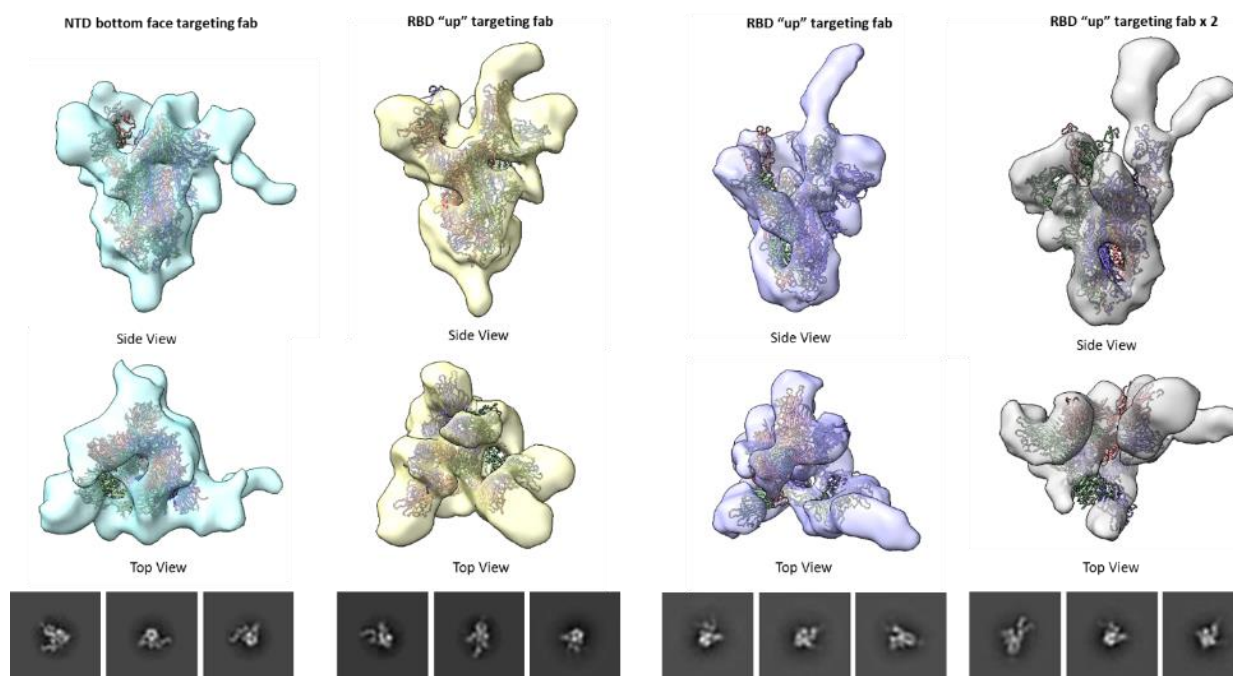 NTD bottom face targeting fab
RBD “up” targeting fab
RBD “up” targeting fab
RBD “up” targeting fab x 2
Side View
Side View
Side View
Side View
Top View
Top View
Top View
Top View